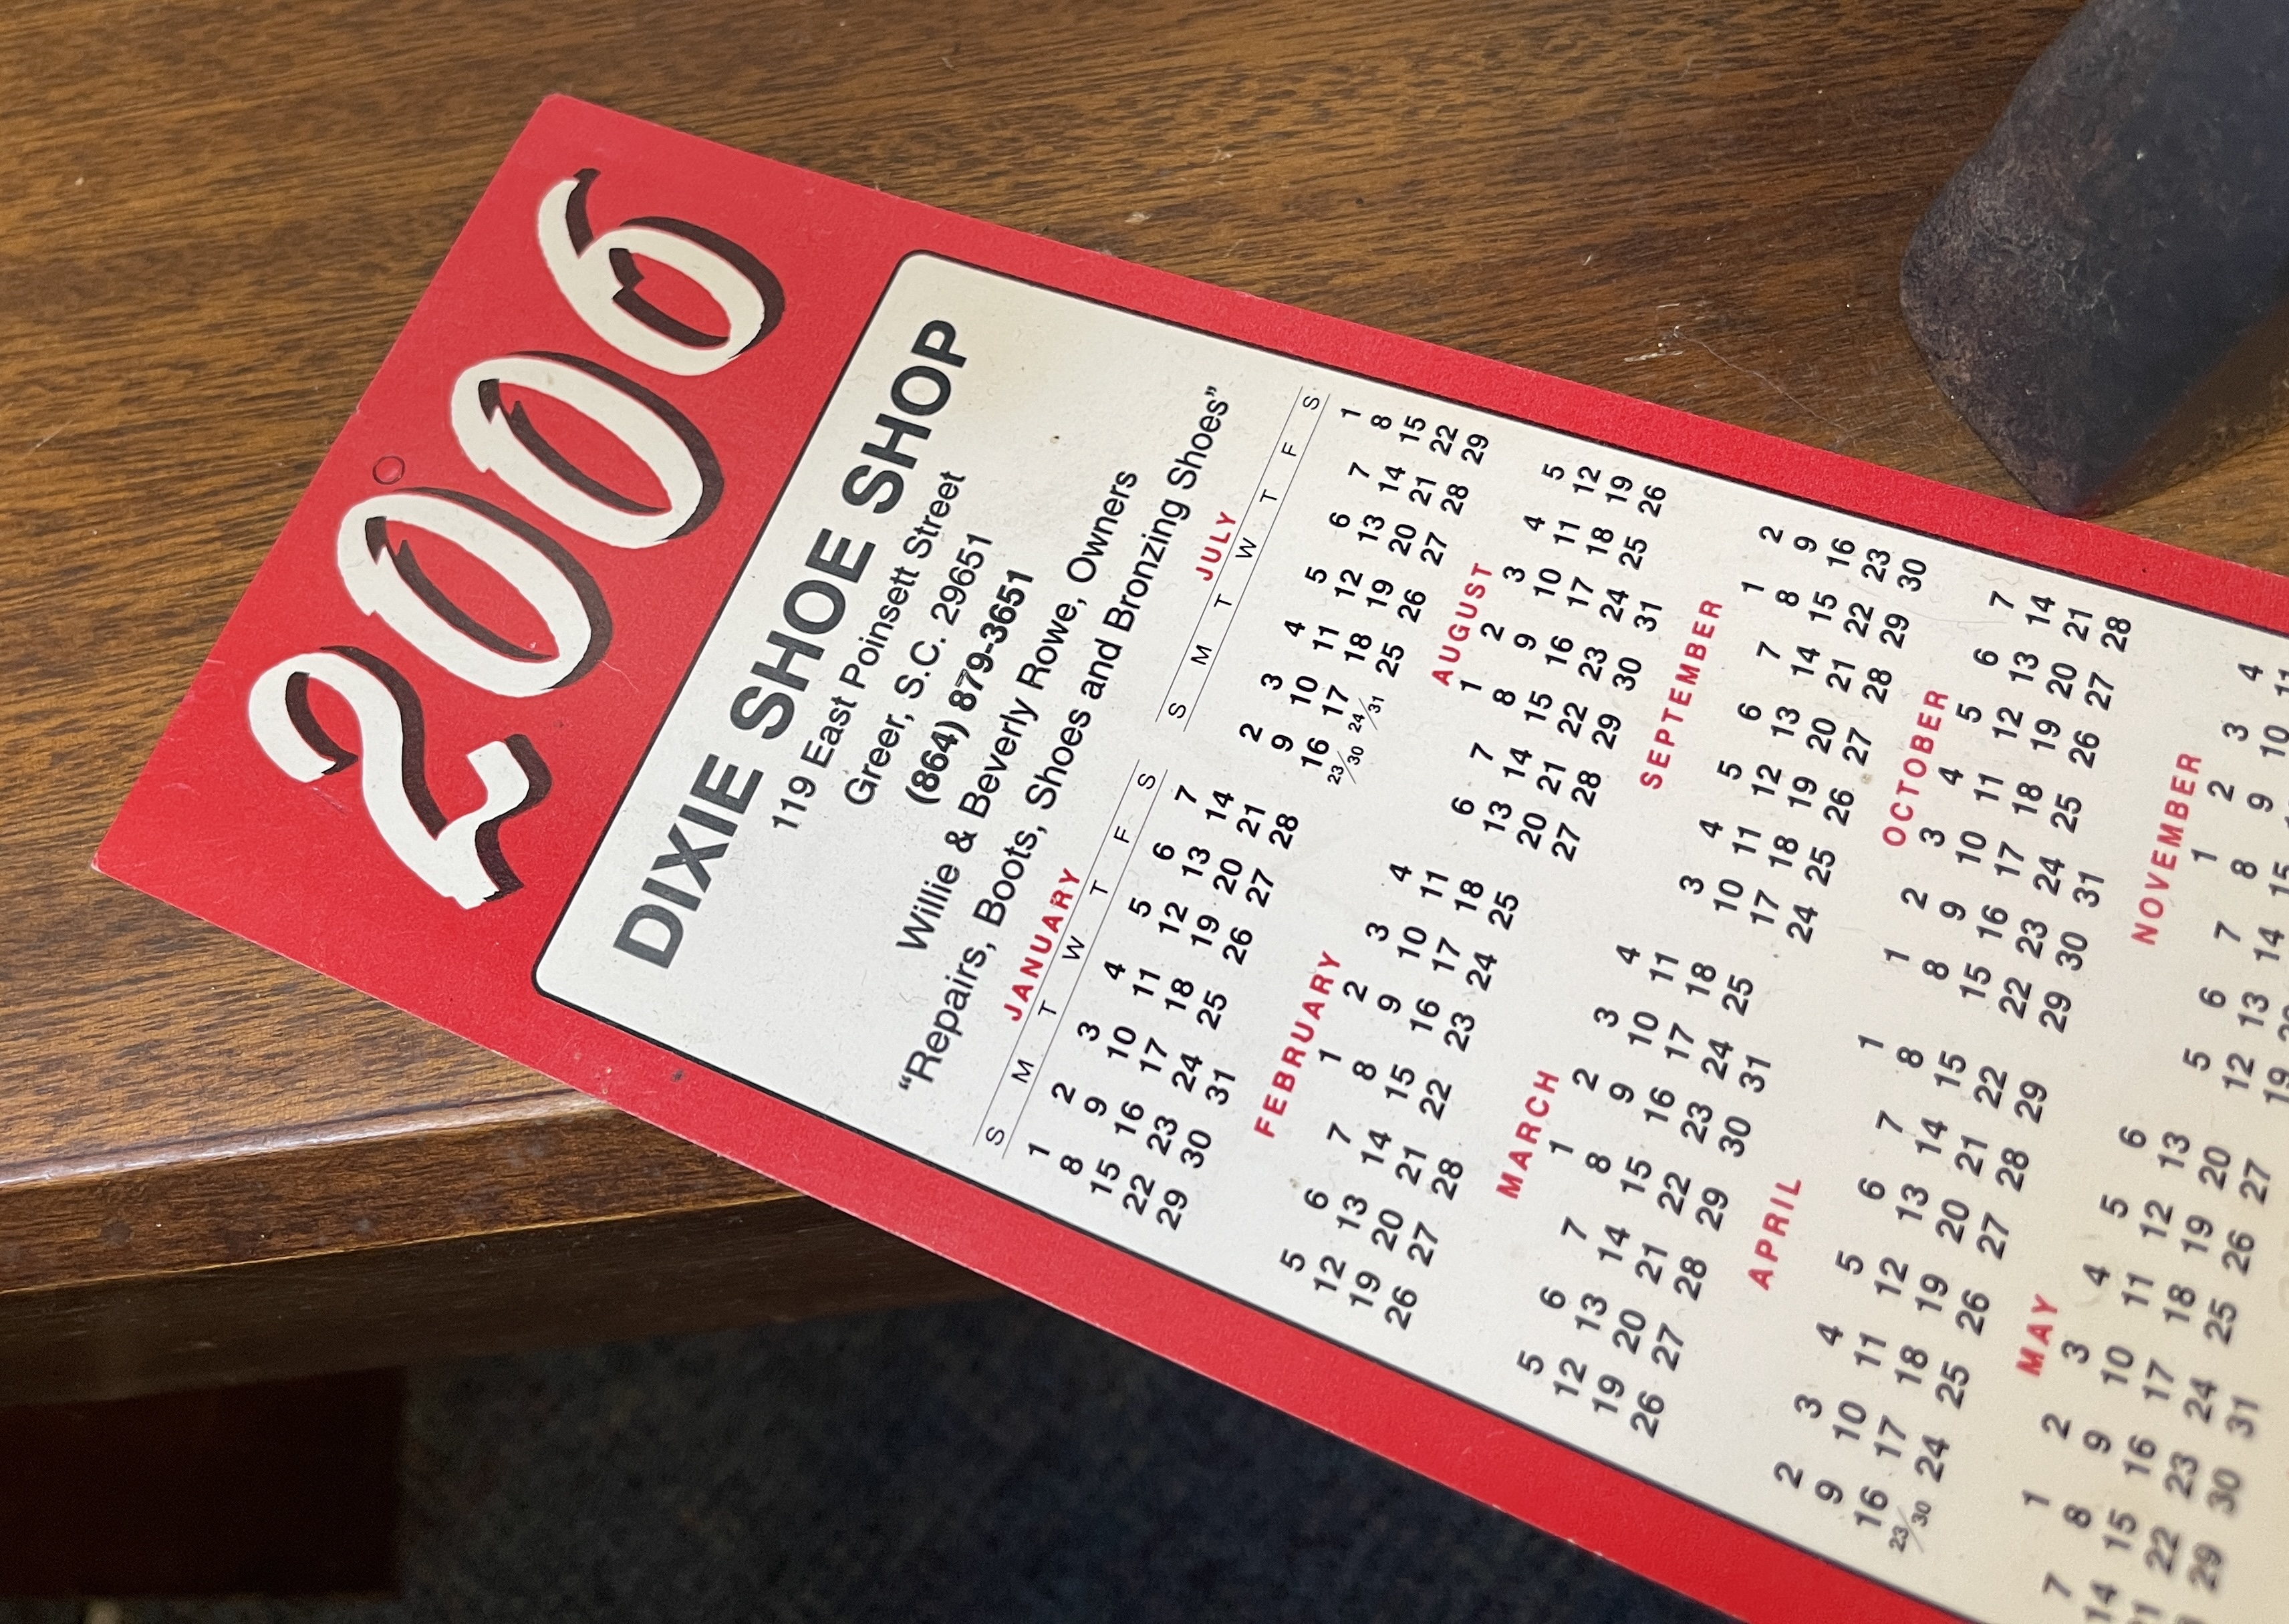 2006
DIXIE SHOE SHOP
119 East Poinsett Street
Greer, S.C. 29651
(864) 879-3651
Willie & Beverly Rowe, Owners
“Repairs, Boots, Shoes and Bronzing Shoes”
JANUARY
S M T W T F S
1 2 3 4 5 6 7
8 9 10 11 12 13 14
15 16 17 18 19 20 21
22 23 24 25 26 27 28
29 30 31
FEBRUARY
1 2 3 4
5 6 7 8 9 10 11
12 13 14 15 16 17 18
19 20 21 22 23 24 25
26 27 28
MARCH
1 2 3 4
5 6 7 8 9 10 11
12 13 14 15 16 17 18
19 20 21 22 23 24 25
26 27 28 29 30 31
APRIL
1
2 3 4 5 6 7 8
9 10 11 12 13 14 15
16 17 18 19 20 21 22
23/30 24 25 26 27 28 29
MAY
1 2 3 4 5 6
7 8 9 10 11 12 13
14 15 16 17 18 19 20
22 23 24 25 26 27
29 30 31
JULY
S M T W T F S
1
2 3 4 5 6 7 8
9 10 11 12 13 14 15
16 17 18 19 20 21 22
23/30 24/31 25 26 27 28 29
AUGUST
1 2 3 4 5
6 7 8 9 10 11 12
13 14 15 16 17 18 19
20 21 22 23 24 25 26
27 28 29 30 31
SEPTEMBER
1 2
3 4 5 6 7 8 9
10 11 12 13 14 15 16
17 18 19 20 21 22 23
24 25 26 27 28 29 30
OCTOBER
1 2 3 4 5 6 7
8 9 10 11 12 13 14
15 16 17 18 19 20 21
22 23 24 25 26 27 28
29 30 31
NOVEMBER
1 2 3 4
5 6 7 8 9 10 11
12 13 14 15
19